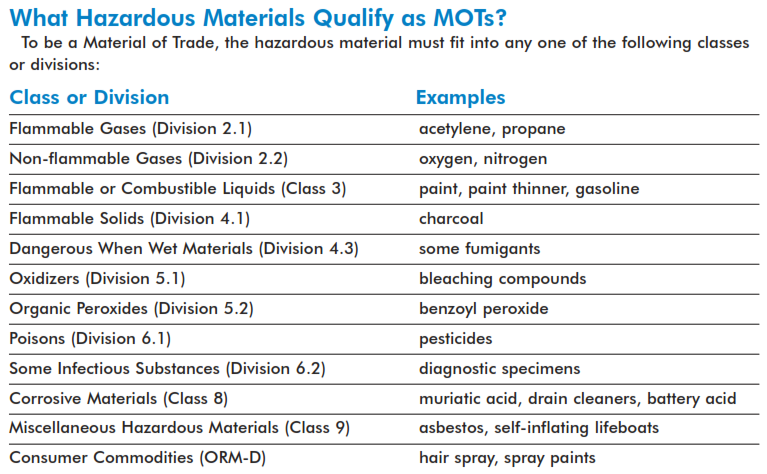 What Hazardous Materials Qualify as MOTs?
To be a Material of Trade, the hazardous material must fit into any one of the following classes
or divisions:
Class or Division Examples
Flammable Gases (Division 2.1) acetylene, propane
Non-flammable Gases (Division 2.2) oxygen, nitrogen
Flammable or Combustible Liquids (Class 3) paint, paint thinner, gasoline
Flammable Solids (Division 4.1) charcoal
Dangerous When Wet Materials (Division 4.3) some fumigants
Oxidizers (Division 5.1) bleaching compounds
Organic Peroxides (Division 5.2) benzoyl peroxide
Poisons (Division 6.1) pesticides
Some Infectious Substances (Division 6.2) diagnostic specimens
Corrosive Materials (Class 8) muriatic acid, drain cleaners, battery acid
Miscellaneous Hazardous Materials (Class 9) asbestos, self-inflating lifeboats
Consumer Commodities (ORM-D) hair spray, spray paints